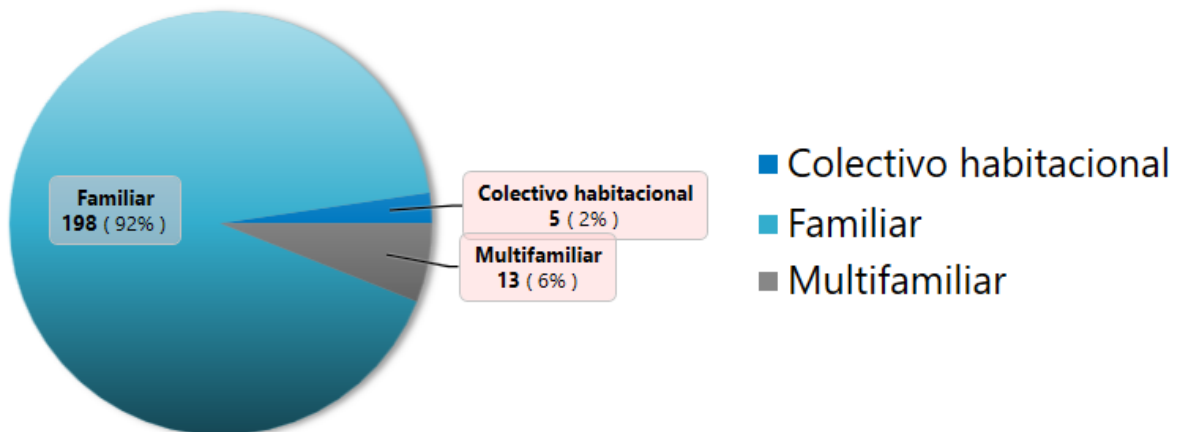 Familiar
198 ( 92% )
Colectivo habitacional
5 ( 2% )
Multifamiliar
13 ( 6% )
Colectivo habitacional
Familiar
Multifamiliar